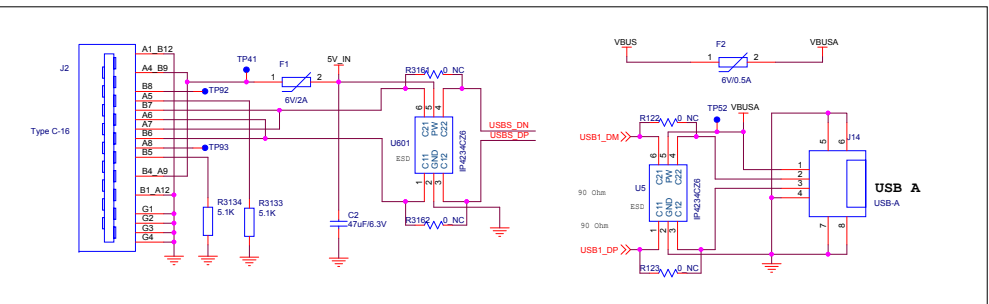 J2
Type C-16
A1_B12
A4_B9
B8
A5
B7
A6
A7
B6
A8
B5
B4_A9
B1_A12
G1
G2
G3
G4
TP41
TP92
TP93
F1
1 2
6V/2A
5V_IN
R3134
5.1K
R3133
5.1K
C2
47uF/6.3V
R3161 0_NC
6 5 4
C21 PW C22
U601
ESD
C11 GND C12
IP4234CZ6
1 2 3
R3162 0_NC
USBS_DN
USBS_DP
VBUS
F2
VBUSA
1 2
6V/0.5A
TP52
VBUSA
R122 0_NC
USB1_DM
6 5 4
C21 PW C22
U5
ESD
C11 GND C12
IP4234CZ6
1 2 3
90 Ohm
90 Ohm
USB1_DP
R123 0_NC
5 6
J14
1
2
3
4
7 8
USB-A
USB A